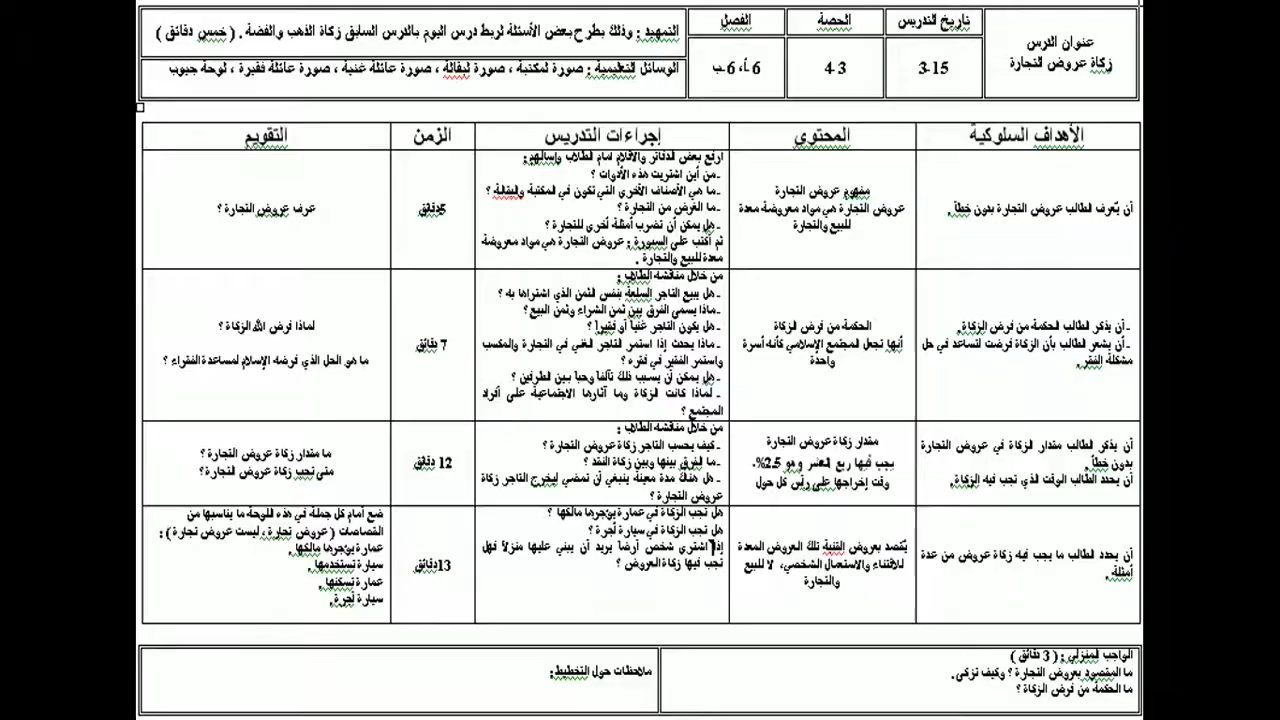 عنوان الدرس
زكاة عروض التجارة
تاريخ التدريس
3-15
الحصة
4-3
الفصل
6 أ، 6 ب
التمهيد : وذلك بطرح بعض الأسئلة لربط درس اليوم بالدرس السابق زكاة الذهب والفضة . ( خمس دقائق )
الوسائل التعليمية : صورة لمكتبة ، صورة لبقالة ، صورة عائلة غنية ، صورة عائلة فقيرة ، لوحة جيوب
الأهداف السلوكية
المحتوى
إجراءات التدريس
الزمن
التقويم
أن يُعرف الطالب عروض التجارة بدون خطأ.
مفهوم عروض التجارة
عروض التجارة هي مواد معروضة معدة
للبيع والتجارة
ارفع بعض الدفاتر والأقلام أمام الطلاب واسألهم:
- من أين اشتريت هذه الأدوات ؟
- ما هي الأصناف الأخرى التي تكون في المكتبة والبقالة ؟
- ما الغرض من التجارة ؟
- هل يمكن أن تضرب أمثلة أخرى للتجارة ؟
ثم أكتب على السبورة : عروض التجارة هي مواد معروضة
معدة للبيع والتجارة .
5دقائق
عرف عروض التجارة ؟
- أن يذكر الطالب الحكمة من فرض الزكاة.
- أن يشعر الطالب بأن الزكاة فرضت لتساعد في حل
مشكلة الفقر.
الحكمة من فرض الزكاة
أنها تجعل المجتمع الإسلامي كأنه أسرة
واحدة
من خلال مناقشة الطلاب :
- هل يبيع التاجر السلعة بنفس الثمن الذي اشتراها به ؟
- ماذا يسمى الفرق بين ثمن الشراء وثمن البيع ؟
- هل يكون التاجر غنياً أو فقيراً ؟
- ماذا يحدث إذا استمر التاجر الغني في التجارة والمكسب
واستمر الفقير في فقره ؟
- هل يمكن أن يسبب ذلك تآلفاً وحباً بين الطرفين ؟
- لماذا كانت الزكاة وما آثارها الاجتماعية على أفراد
المجتمع ؟
7 دقائق
لماذا فرض الله الزكاة ؟
ما هو الحل الذي فرضه الإسلام لمساعدة الفقراء ؟
أن يذكر الطالب مقدار الزكاة في عروض التجارة
بدون خطأ.
أن يحدد الطالب الوقت الذي تجب فيه الزكاة.
مقدار زكاة عروض التجارة
يجب فيها ربع العشر وهو 2.5%.
وقت إخراجها على رأس كل حول
من خلال مناقشة الطلاب :
- كيف يحسب التاجر زكاة عروض التجارة ؟
- ما الفرق بينها وبين زكاة النقد ؟
- هل هناك مدة معينة ينبغي أن تمضي ليخرج التاجر زكاة
عروض التجارة ؟
12 دقائق
ما مقدار زكاة عروض التجارة ؟
متى تجب زكاة عروض التجارة ؟
أن يحدد الطالب ما يجب فيه زكاة عروض من عدة
أمثلة.
يُقصد بعروض القنية تلك العروض المعدة
للاقتناء والاستعمال الشخصي، لا للبيع
والتجارة
هل تجب الزكاة في عمارة يؤجرها مالكها ؟
هل تجب الزكاة في سيارة أجرة ؟
إذا اشترى شخص أرضاً يريد أن يبني عليها منزلاً فهل
تجب فيها زكاة العروض ؟
13دقائق
ضع أمام كل جملة في هذه اللوحة ما يناسبها من
القصاصات ( عروض تجارة ، ليست عروض تجارة ) :
عمارة يؤجرها مالكها.
سيارة تستخدمها .
عمارة تسكنها.
سيارة أجرة.
الواجب المنزلي : ( 3 دقائق )
ما المقصود بعروض التجارة ؟ وكيف تزكى.
ما الحكمة من فرض الزكاة ؟
ملاحظات حول التخطيط: